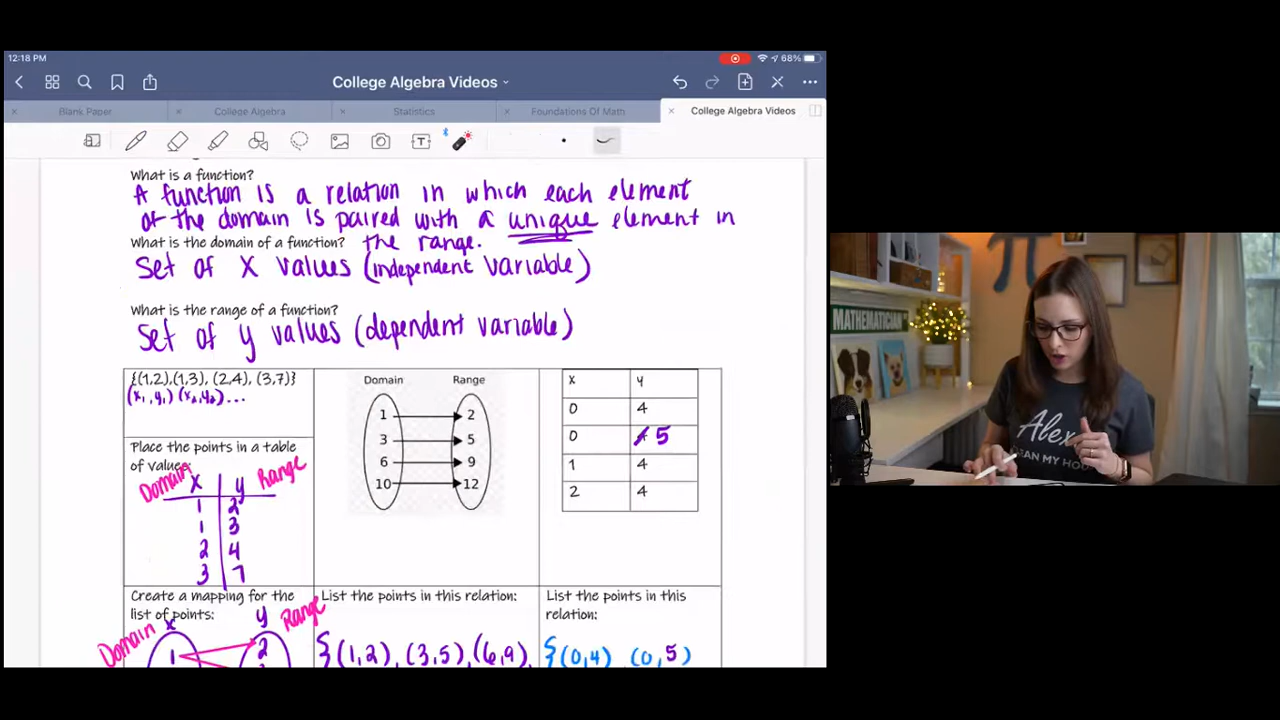 12:18 PM
68%
College Algebra Videos
Blank Paper
College Algebra
Statistics
Foundations Of Math
College Algebra Videos
What is a function?
A function is a relation in which each element
of the domain is paired with a unique element in
What is the domain of a function? the range.
Set of X values (independent variable)
What is the range of a function?
Set of y values (dependent variable)
{(1,2),(1,3), (2,4), (3,7)}
(x₁,y₁) (x₂,y₂)...
Place the points in a table
of values
Domain X y Range
1 2
1 3
2 4
3 7
Create a mapping for the
list of points:
Domain x y Range
1 2
Domain Range
1 2
3 5
6 9
10 12
List the points in this relation:
{(1,2), (3,5), (6,9),
x y
0 4
0 5
1 4
2 4
List the points in this
relation:
{(0,4) (0,5)
MATHEMATICIAN
Alex